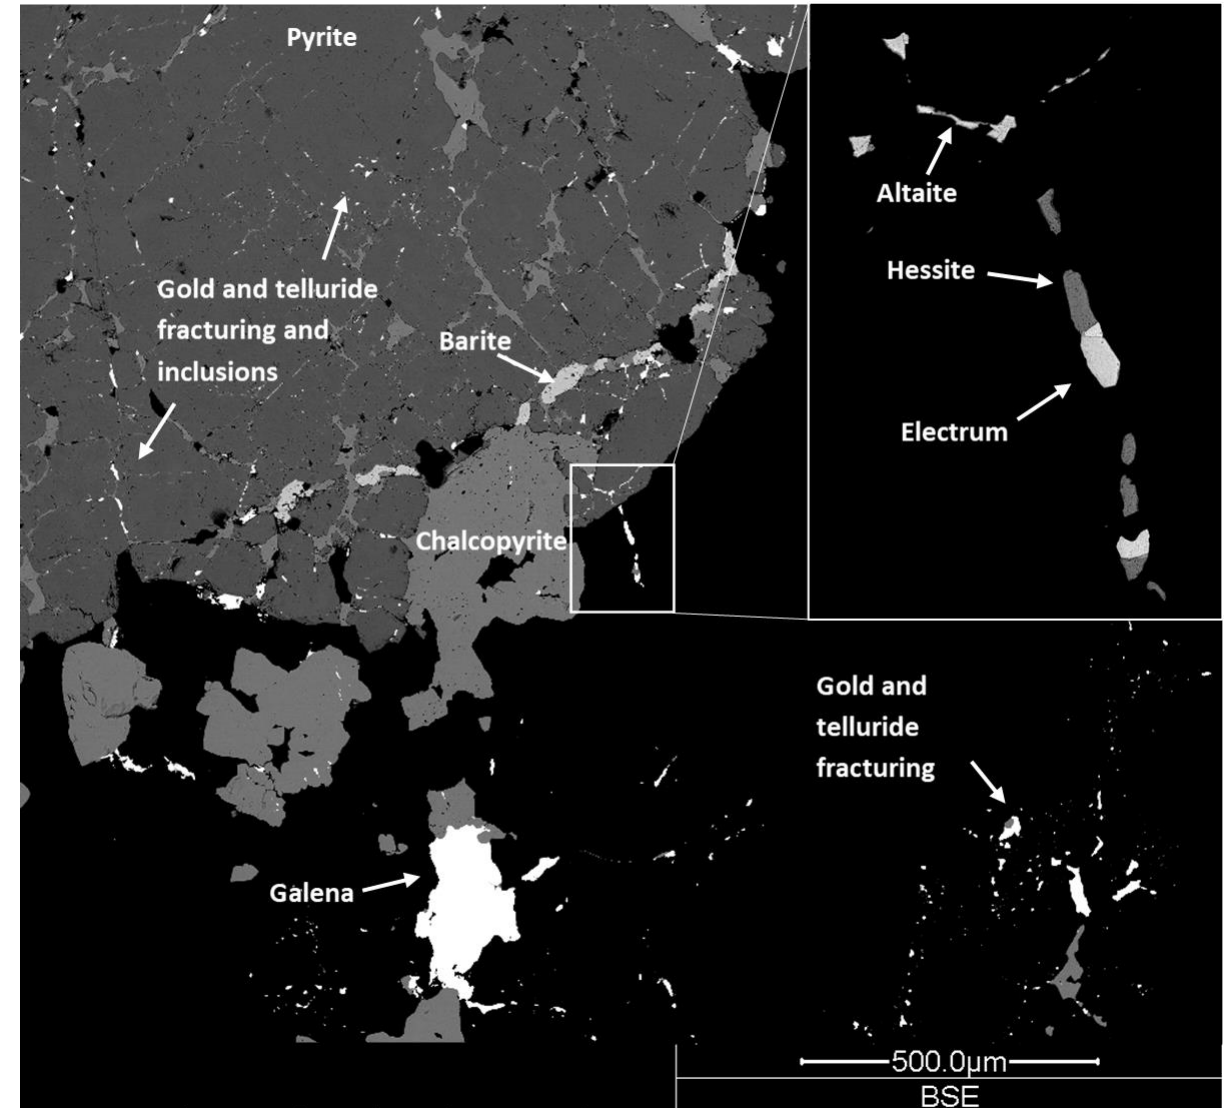 Pyrite
Altaite
Hessite
Gold and telluride
fracturing and
inclusions
Barite
Electrum
Chalcopyrite
Gold and
telluride
fracturing
Galena
500.0µm
BSE